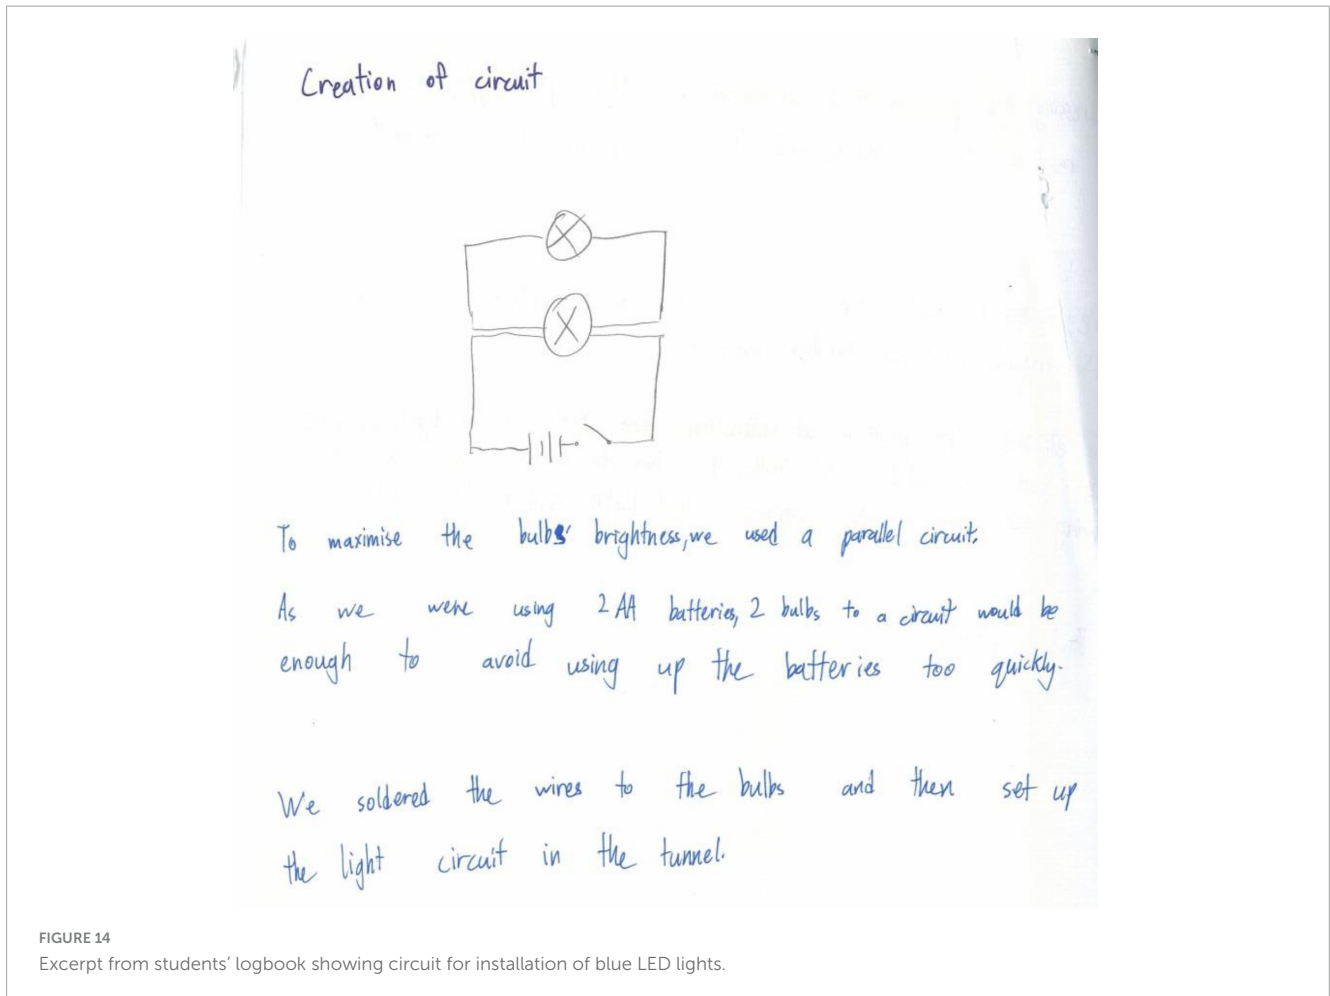 Creation of circuit
To maximise the bulbs' brightness, we used a parallel circuit.
As we were using 2 AA batteries, 2 bulbs to a circuit would be
enough to avoid using up the batteries too quickly.
We soldered the wires to the bulbs and then set up
the light circuit in the tunnel.
FIGURE 14
Excerpt from students' logbook showing circuit for installation of blue LED lights.